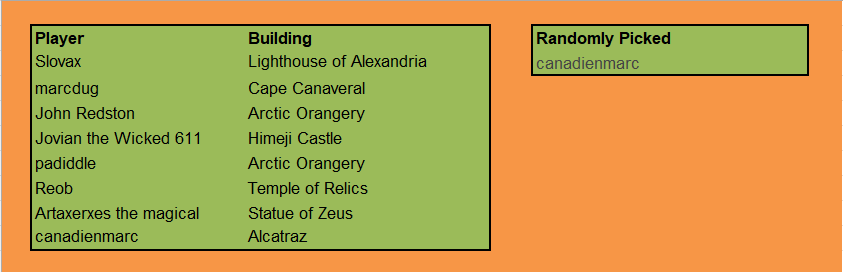 Player Building
Slovax Lighthouse of Alexandria
marcdug Cape Canaveral
John Redston Arctic Orangery
Jovian the Wicked 611 Himeji Castle
padiddle Arctic Orangery
Reob Temple of Relics
Artaxerxes the magical Statue of Zeus
canadienmarc Alcatraz
Randomly Picked
canadienmarc